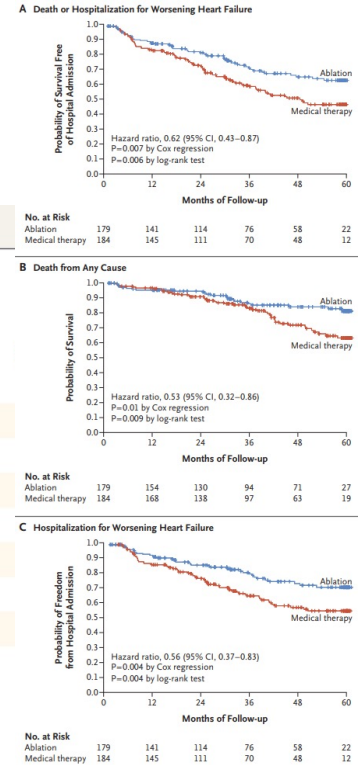 A Death or Hospitalization for Worsening Heart Failure
Probability of Survival Free
of Hospital Admission
1.0
0.9
0.8
0.7
0.6
0.5
0.4
0.3
0.2
0.1
0.0
Ablation
Medical therapy
Hazard ratio, 0.62 (95% CI, 0.43–0.87)
P=0.007 by Cox regression
P=0.006 by log-rank test
0 12 24 36 48 60
Months of Follow-up
No. at Risk
Ablation 179 141 114 76 58 22
Medical therapy 184 145 111 70 48 12
B Death from Any Cause
Probability of Survival
1.0
0.9
0.8
0.7
0.6
0.5
0.4
0.3
0.2
0.1
0.0
Ablation
Medical therapy
Hazard ratio, 0.53 (95% CI, 0.32–0.86)
P=0.01 by Cox regression
P=0.009 by log-rank test
0 12 24 36 48 60
Months of Follow-up
No. at Risk
Ablation 179 154 130 94 71 27
Medical therapy 184 168 138 97 63 19
C Hospitalization for Worsening Heart Failure
Probability of Freedom
from Hospital Admission
1.0
0.9
0.8
0.7
0.6
0.5
0.4
0.3
0.2
0.1
0.0
Ablation
Medical therapy
Hazard ratio, 0.56 (95% CI, 0.37–0.83)
P=0.004 by Cox regression
P=0.004 by log-rank test
0 12 24 36 48 60
Months of Follow-up
No. at Risk
Ablation 179 141 114 76 58 22
Medical therapy 184 145 111 70 48 12